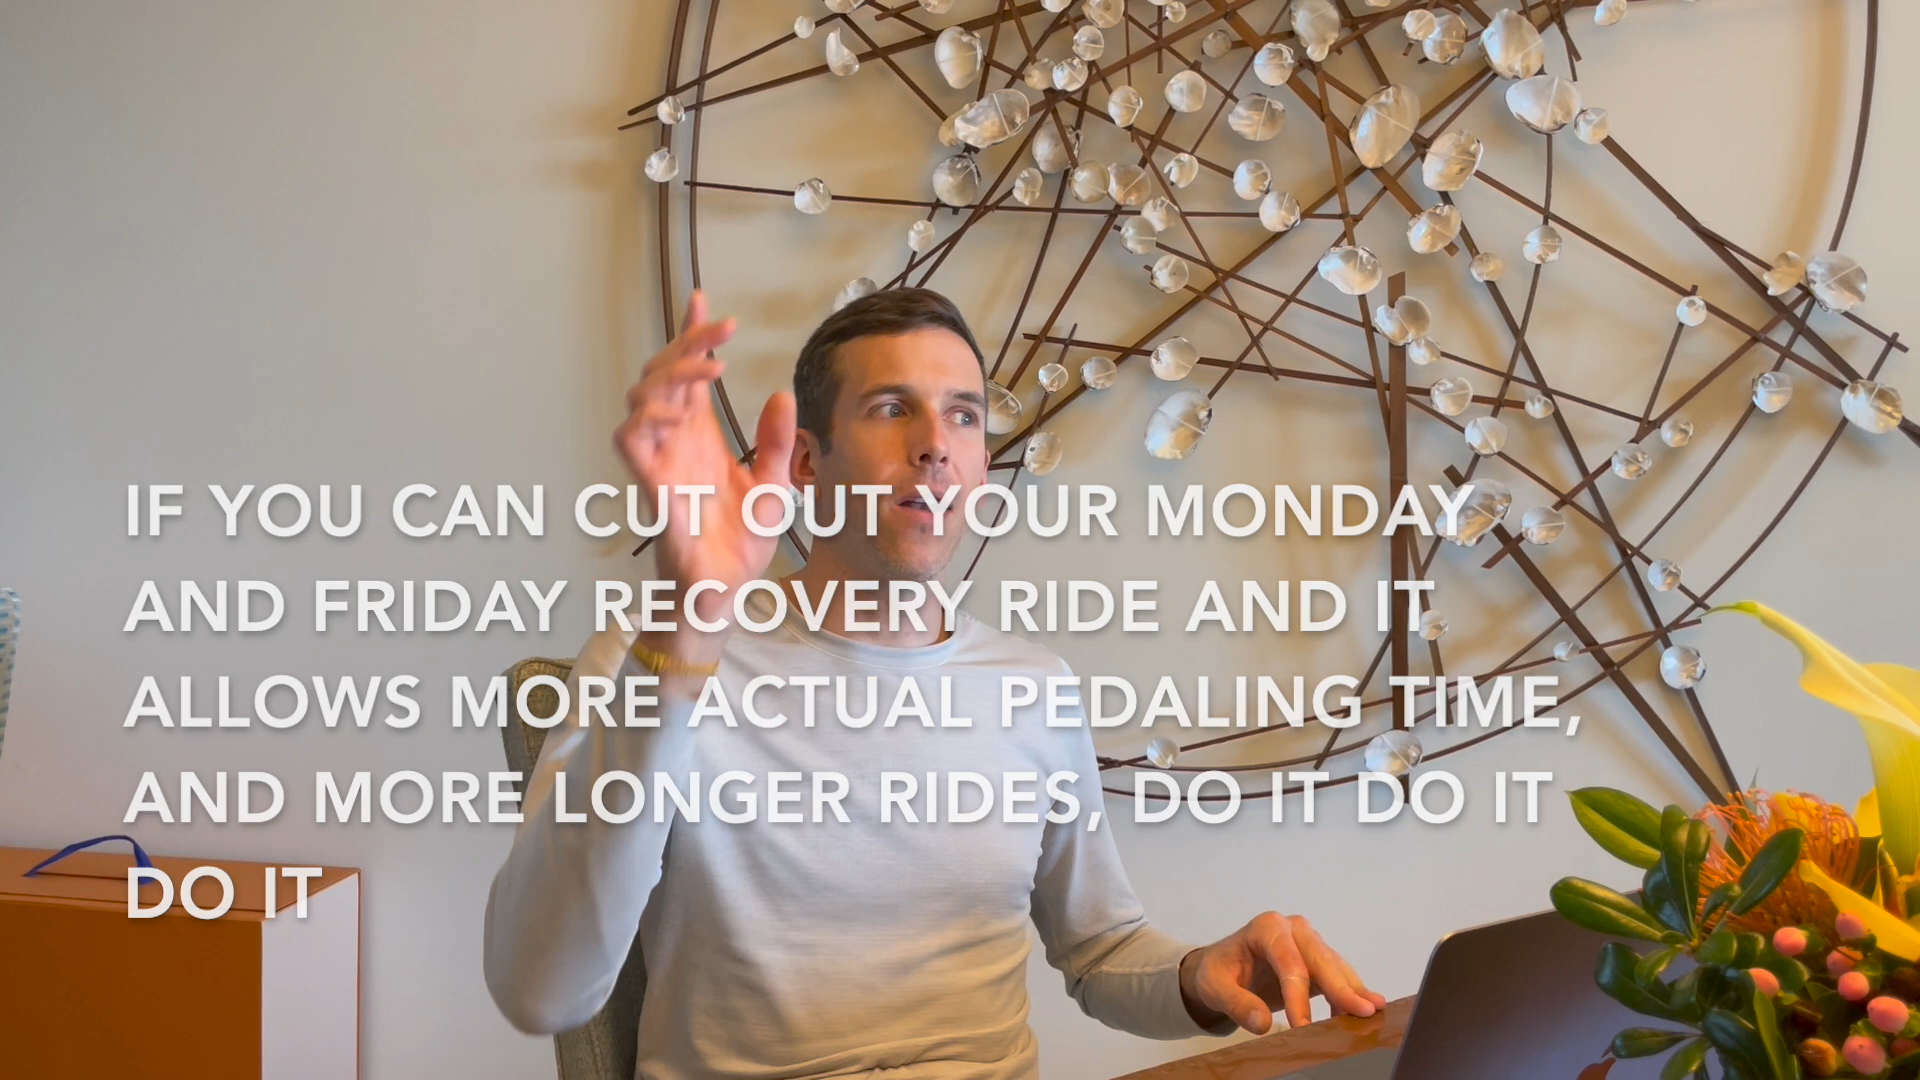 IF YOU CAN CUT OUT YOUR MONDAY
AND FRIDAY RECOVERY RIDE AND IT
ALLOWS MORE ACTUAL PEDALING TIME,
AND MORE LONGER RIDES, DO IT DO IT
DO IT